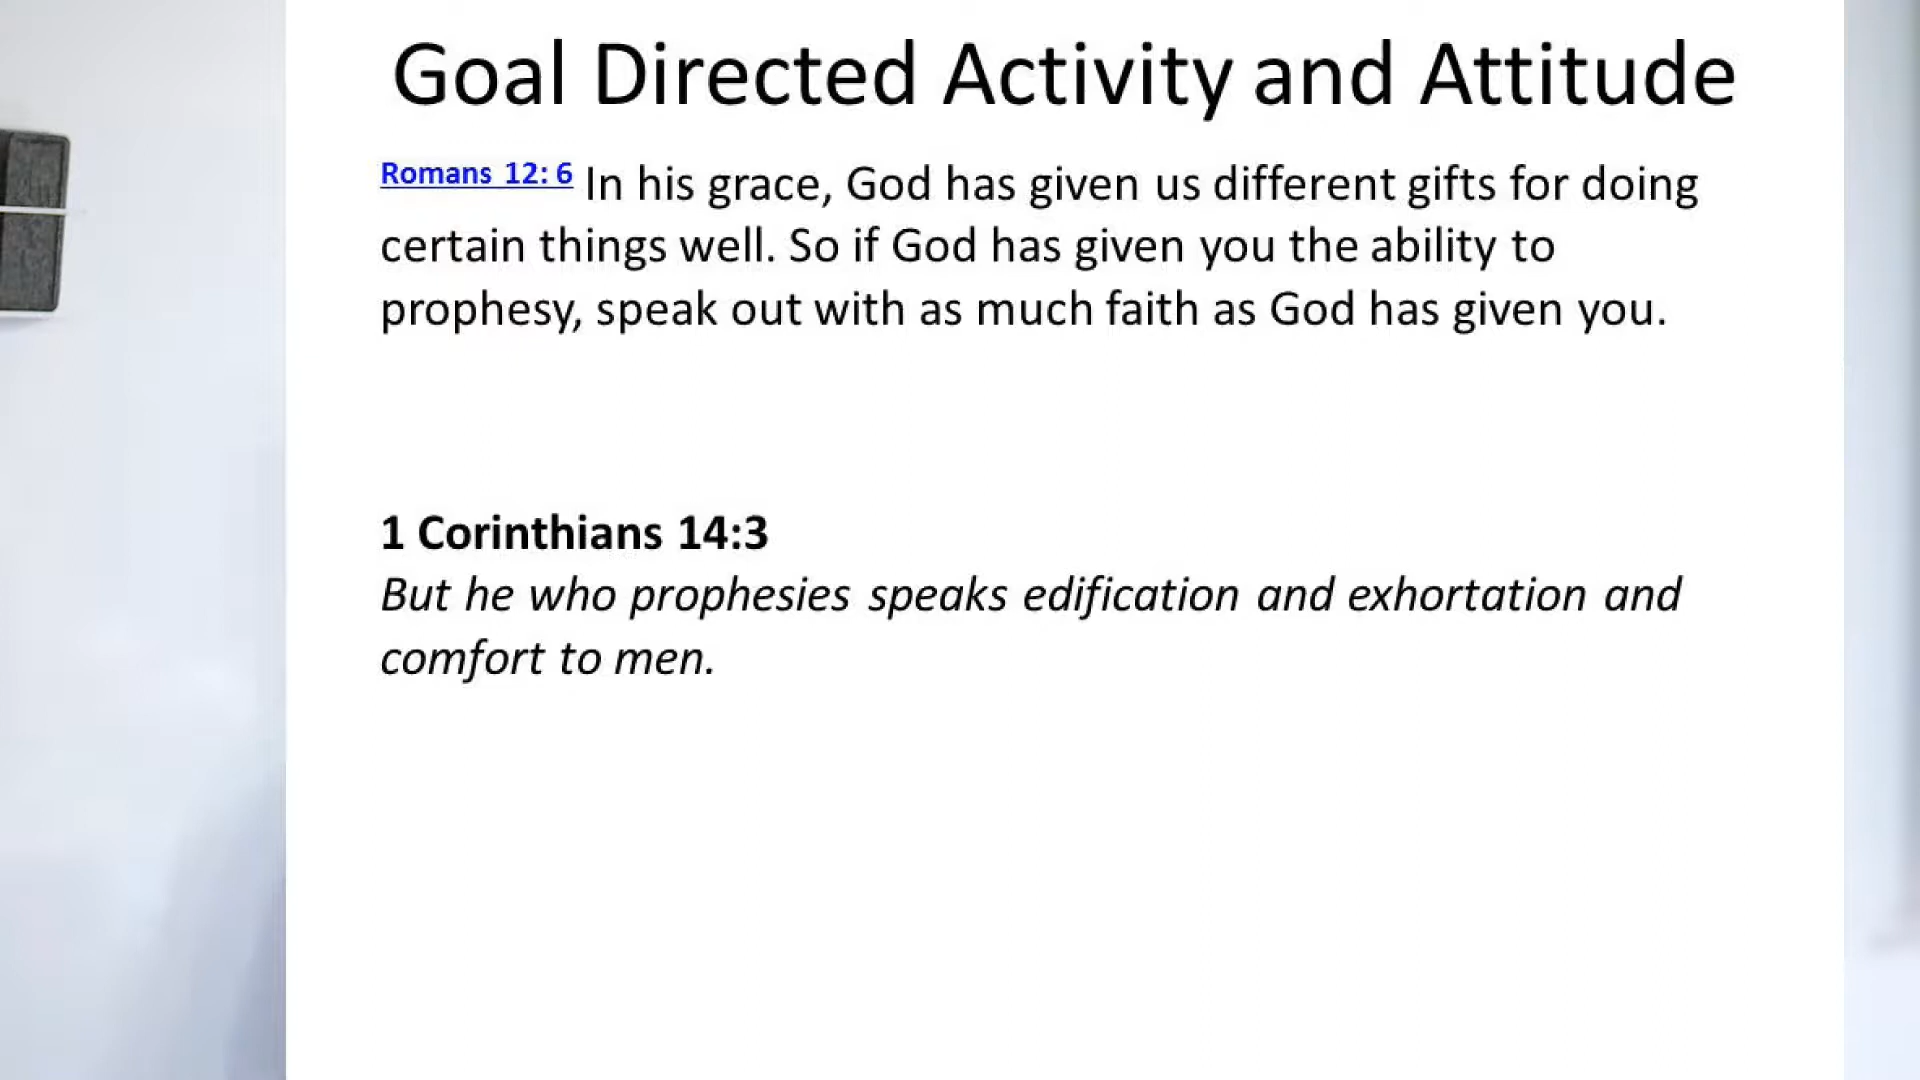 Goal Directed Activity and Attitude
Romans 12: 6 In his grace, God has given us different gifts for doing
certain things well. So if God has given you the ability to
prophesy, speak out with as much faith as God has given you.
1 Corinthians 14:3
But he who prophesies speaks edification and exhortation and
comfort to men.